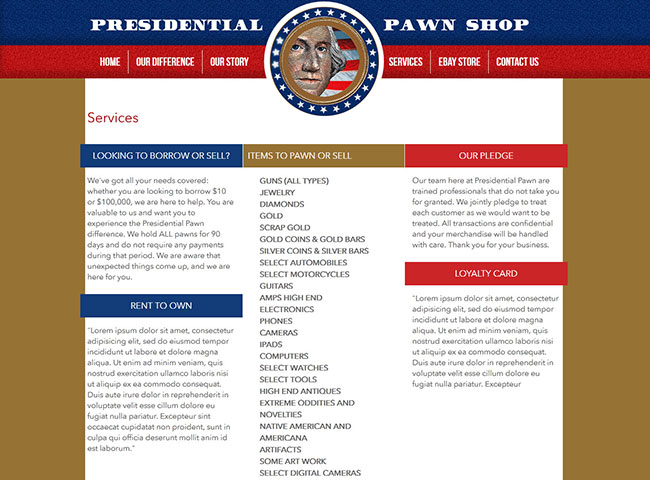 PRESIDENTIAL PAWN SHOP
HOME OUR DIFFERENCE OUR STORY SERVICES EBAY STORE CONTACT US
Services
LOOKING TO BORROW OR SELL?
We've got all your needs covered:
whether you are looking to borrow $10
or $100,000, we are here to help. You are
valuable to us and want you to
experience the Presidential Pawn
difference. We hold ALL pawns for 90
days and do not require any payments
during that period. We are aware that
unexpected things come up, and we are
here for you.
RENT TO OWN
"Lorem ipsum dolor sit amet, consectetur
adipisicing elit, sed do eiusmod tempor
incididunt ut labore et dolore magna
aliqua. Ut enim ad minim veniam, quis
nostrud exercitation ullamco laboris nisi
ut aliquip ex ea commodo consequat.
Duis aute irure dolor in reprehenderit in
voluptate velit esse cillum dolore eu
fugiat nulla pariatur. Excepteur sint
occaecat cupidatat non proident, sunt in
culpa qui officia deserunt mollit anim id
est laborum."
ITEMS TO PAWN OR SELL
GUNS (ALL TYPES)
JEWELRY
DIAMONDS
GOLD
SCRAP GOLD
GOLD COINS & GOLD BARS
SILVER COINS & SILVER BARS
SELECT AUTOMOBILES
SELECT MOTORCYCLES
GUITARS
AMPS HIGH END
ELECTRONICS
PHONES
CAMERAS
IPADS
COMPUTERS
SELECT WATCHES
SELECT TOOLS
HIGH END ANTIQUES
EXTREME ODDITIES AND
NOVELTIES
NATIVE AMERICAN AND
AMERICANA
ARTIFACTS
SOME ART WORK
SELECT DIGITAL CAMERAS
OUR PLEDGE
Our team here at Presidential Pawn are
trained professionals that do not take you
for granted. We jointly pledge to treat
each customer as we would want to be
treated. All transactions are confidential
and your merchandise will be handled
with care. Thank you for your business.
LOYALTY CARD
"Lorem ipsum dolor sit amet, consectetur
adipisicing elit, sed do eiusmod tempor
incididunt ut labore et dolore magna
aliqua. Ut enim ad minim veniam, quis
nostrud exercitation ullamco laboris nisi
ut aliquip ex ea commodo consequat.
Duis aute irure dolor in reprehenderit in
voluptate velit esse cillum dolore eu
fugiat nulla pariatur. Excepteur